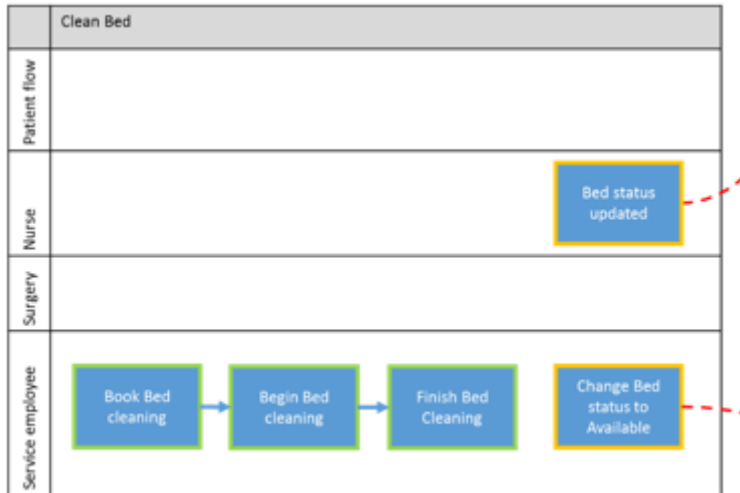 Clean Bed
Patient flow
Nurse
Bed status
updated
Surgery
Service employee
Book Bed
cleaning
Begin Bed
cleaning
Finish Bed
Cleaning
Change Bed
status to
Available